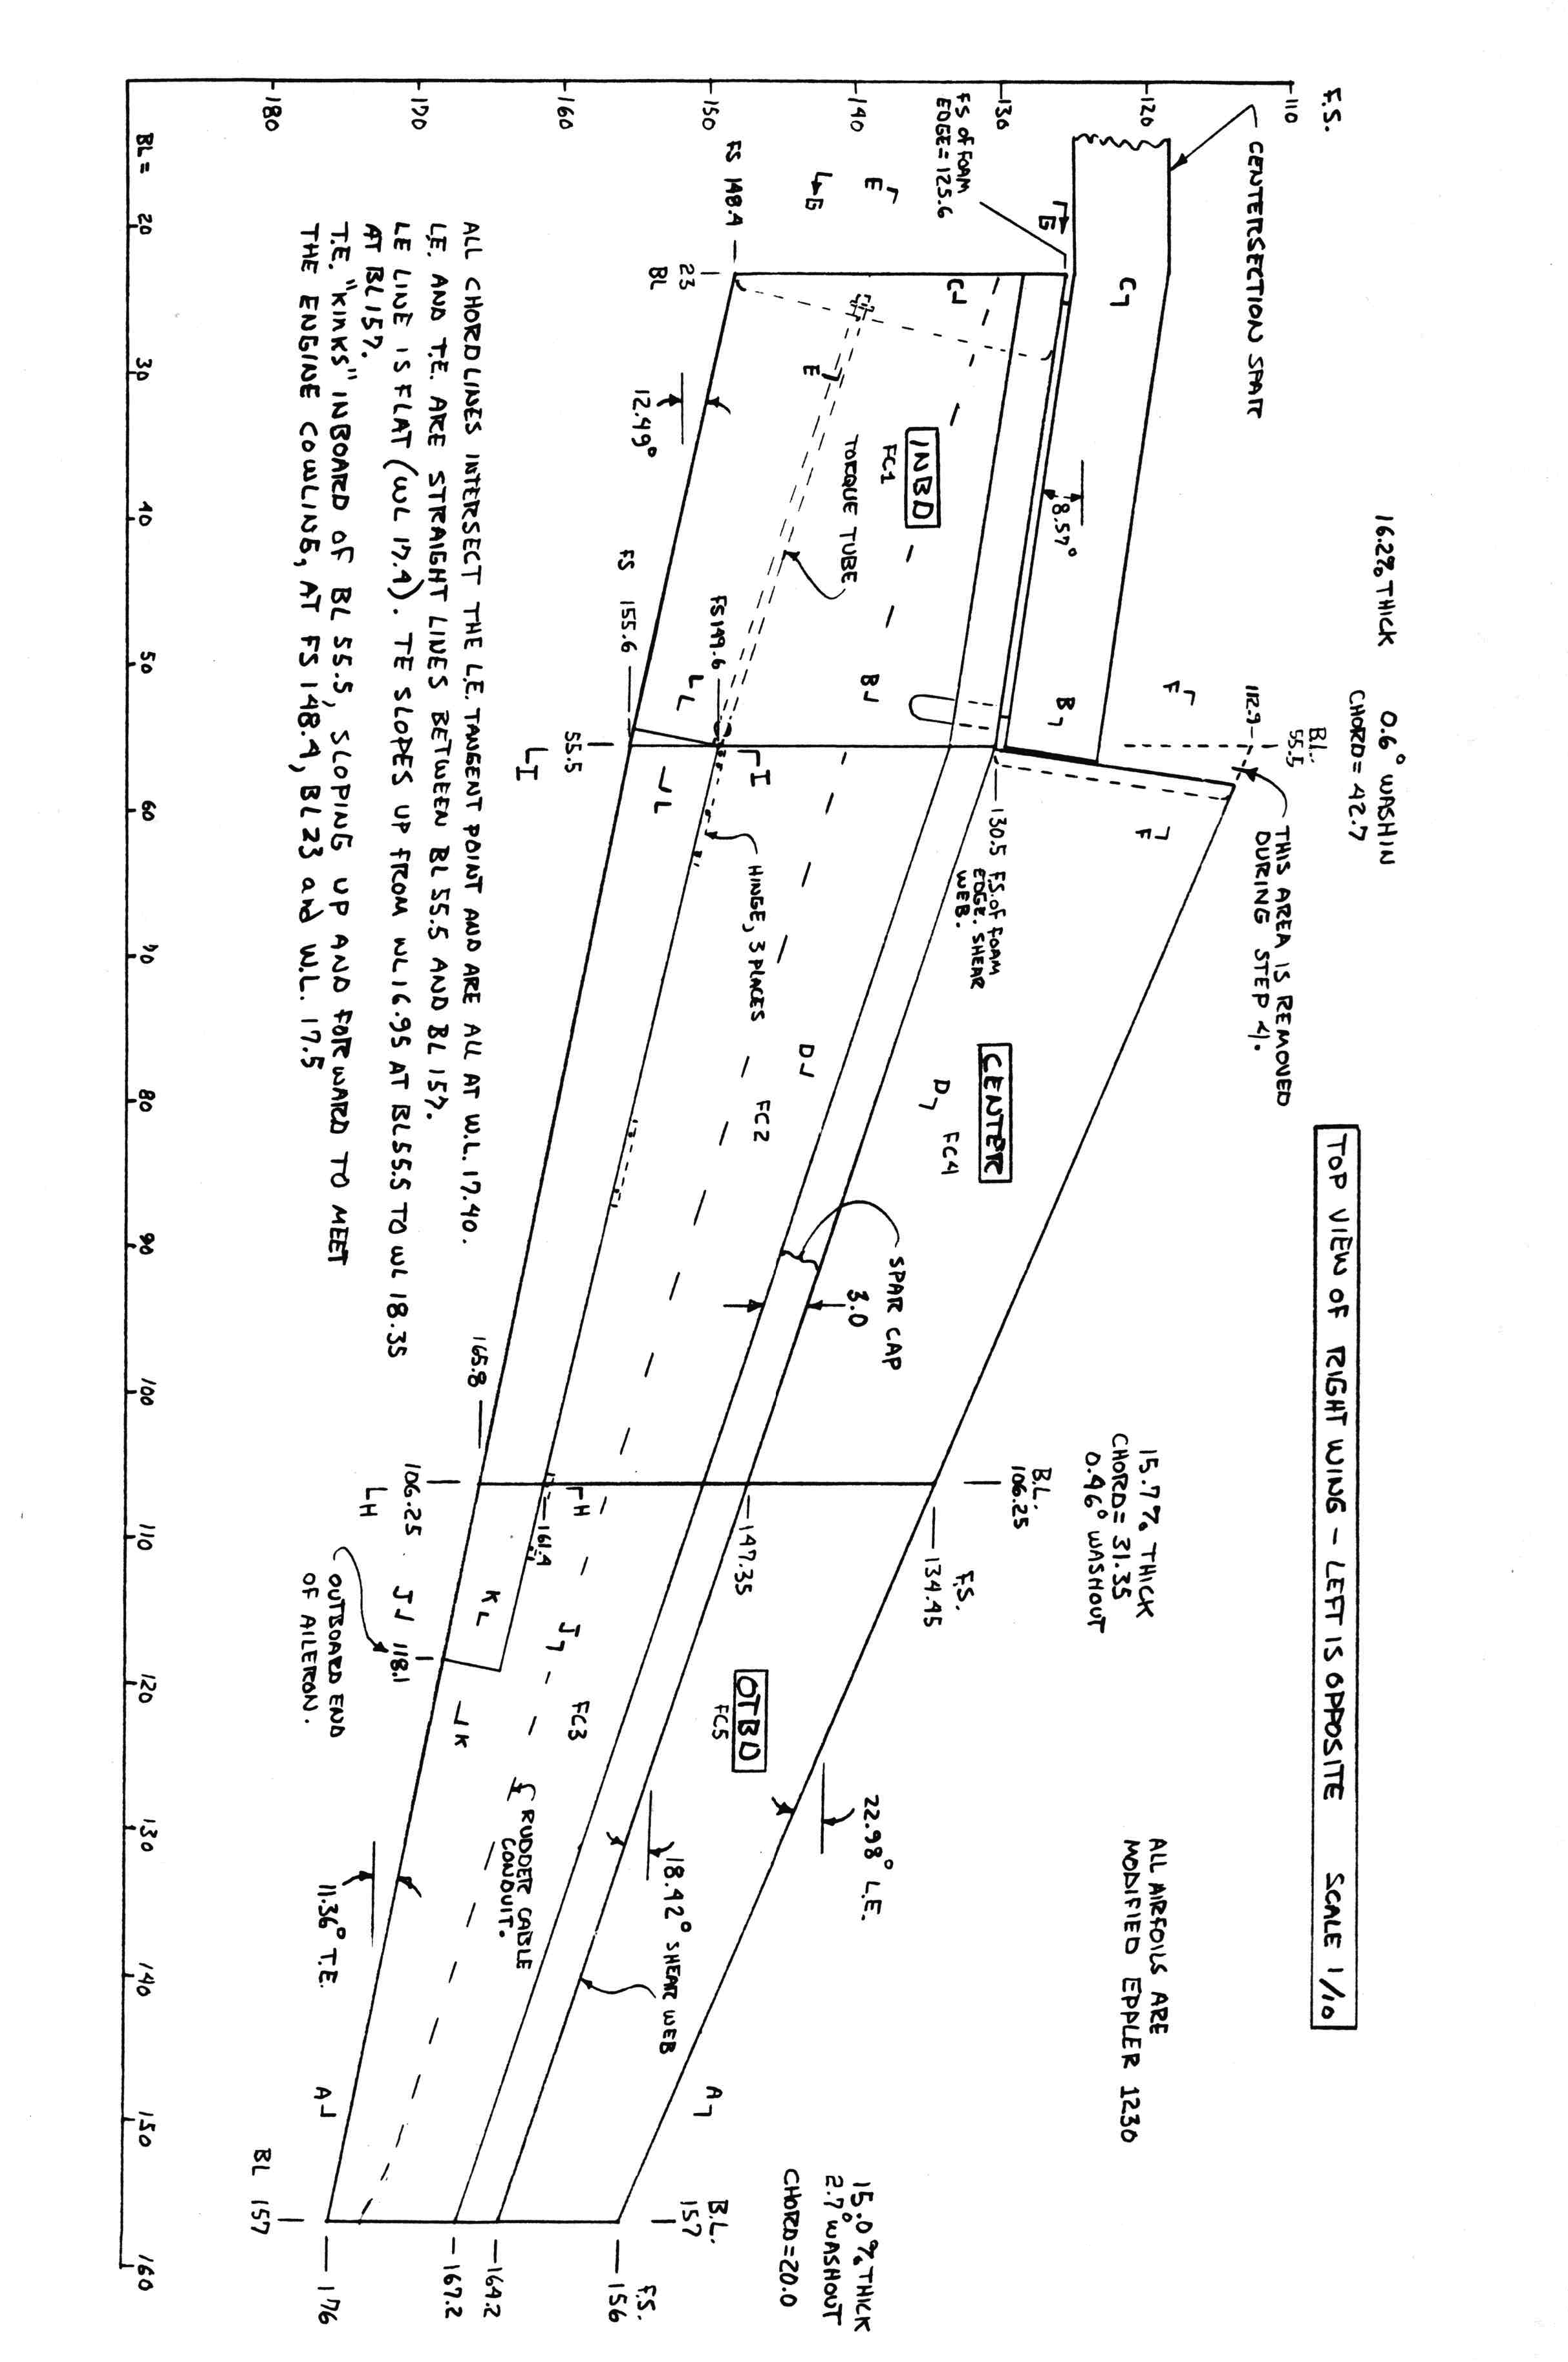 TOP VIEW OF RIGHT WING - LEFT IS OPPOSITE SCALE 1/10
16.2% THICK 0.6° WASHIN
CHORD = 42.7
F.S.
110
120
130
140
150
160
170
180
CENTERSECTION SPAR
B.L.
55.5
112.9
THIS AREA IS REMOVED
DURING STEP 4.
FS OF FOAM
EDGE = 125.6
G
G
E
E
C
C
B
B
F
F
8.57°
INBD
FC1
TORQUE TUBE
FS 148.4
23
BL
12.49°
FS 155.6
FS 149.6
L
L
55.5
I
I
130.5 F.S. OF FOAM
EDGE. SHEAR
WEB.
HINGE, 3 PLACES
CENTER
D
D
FC4
FC2
SPAR CAP
3.0
15.7% THICK
CHORD = 31.35
0.46° WASHOUT
B.L.
106.25
F.S.
134.45
147.35
161.4
165.8
106.25
H
H
J
J
118.1
K
K
OUTBOARD END
OF AILERON.
OTBD
FC5
FC3
RUDDER CABLE
CONDUIT.
22.98° L.E.
18.42° SHEAR WEB
11.36° T.E.
ALL AIRFOILS ARE
MODIFIED EPPLER 1230
A
A
15.0% THICK
2.7° WASHOUT
CHORD = 20.0
B.L.
157
F.S.
156
164.2
167.2
176
BL 157
ALL CHORDLINES INTERSECT THE L.E. TANGENT POINT AND ARE ALL AT W.L. 17.40.
L.E. AND T.E. ARE STRAIGHT LINES BETWEEN BL 55.5 AND BL 157.
LE LINE IS FLAT (WL 17.4). TE SLOPES UP FROM WL 16.95 AT BL 55.5 TO WL 18.35
AT BL 157.
T.E. "KINKS" INBOARD OF BL 55.5, SLOPING UP AND FORWARD TO MEET
THE ENGINE COWLING, AT FS 148.4, BL 23 and W.L. 17.5
BL = 20 30 40 50 60 70 80 90 100 110 120 130 140 150 160